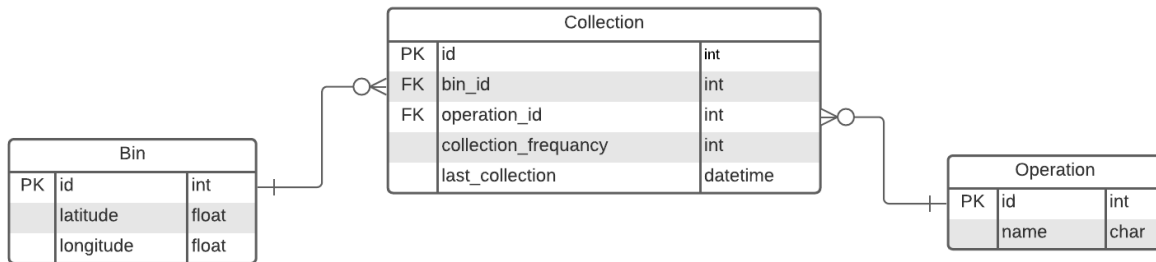 Collection
PK id int
FK bin_id int
FK operation_id int
collection_frequancy int
last_collection datetime
Bin
PK id int
latitude float
longitude float
Operation
PK id int
name char